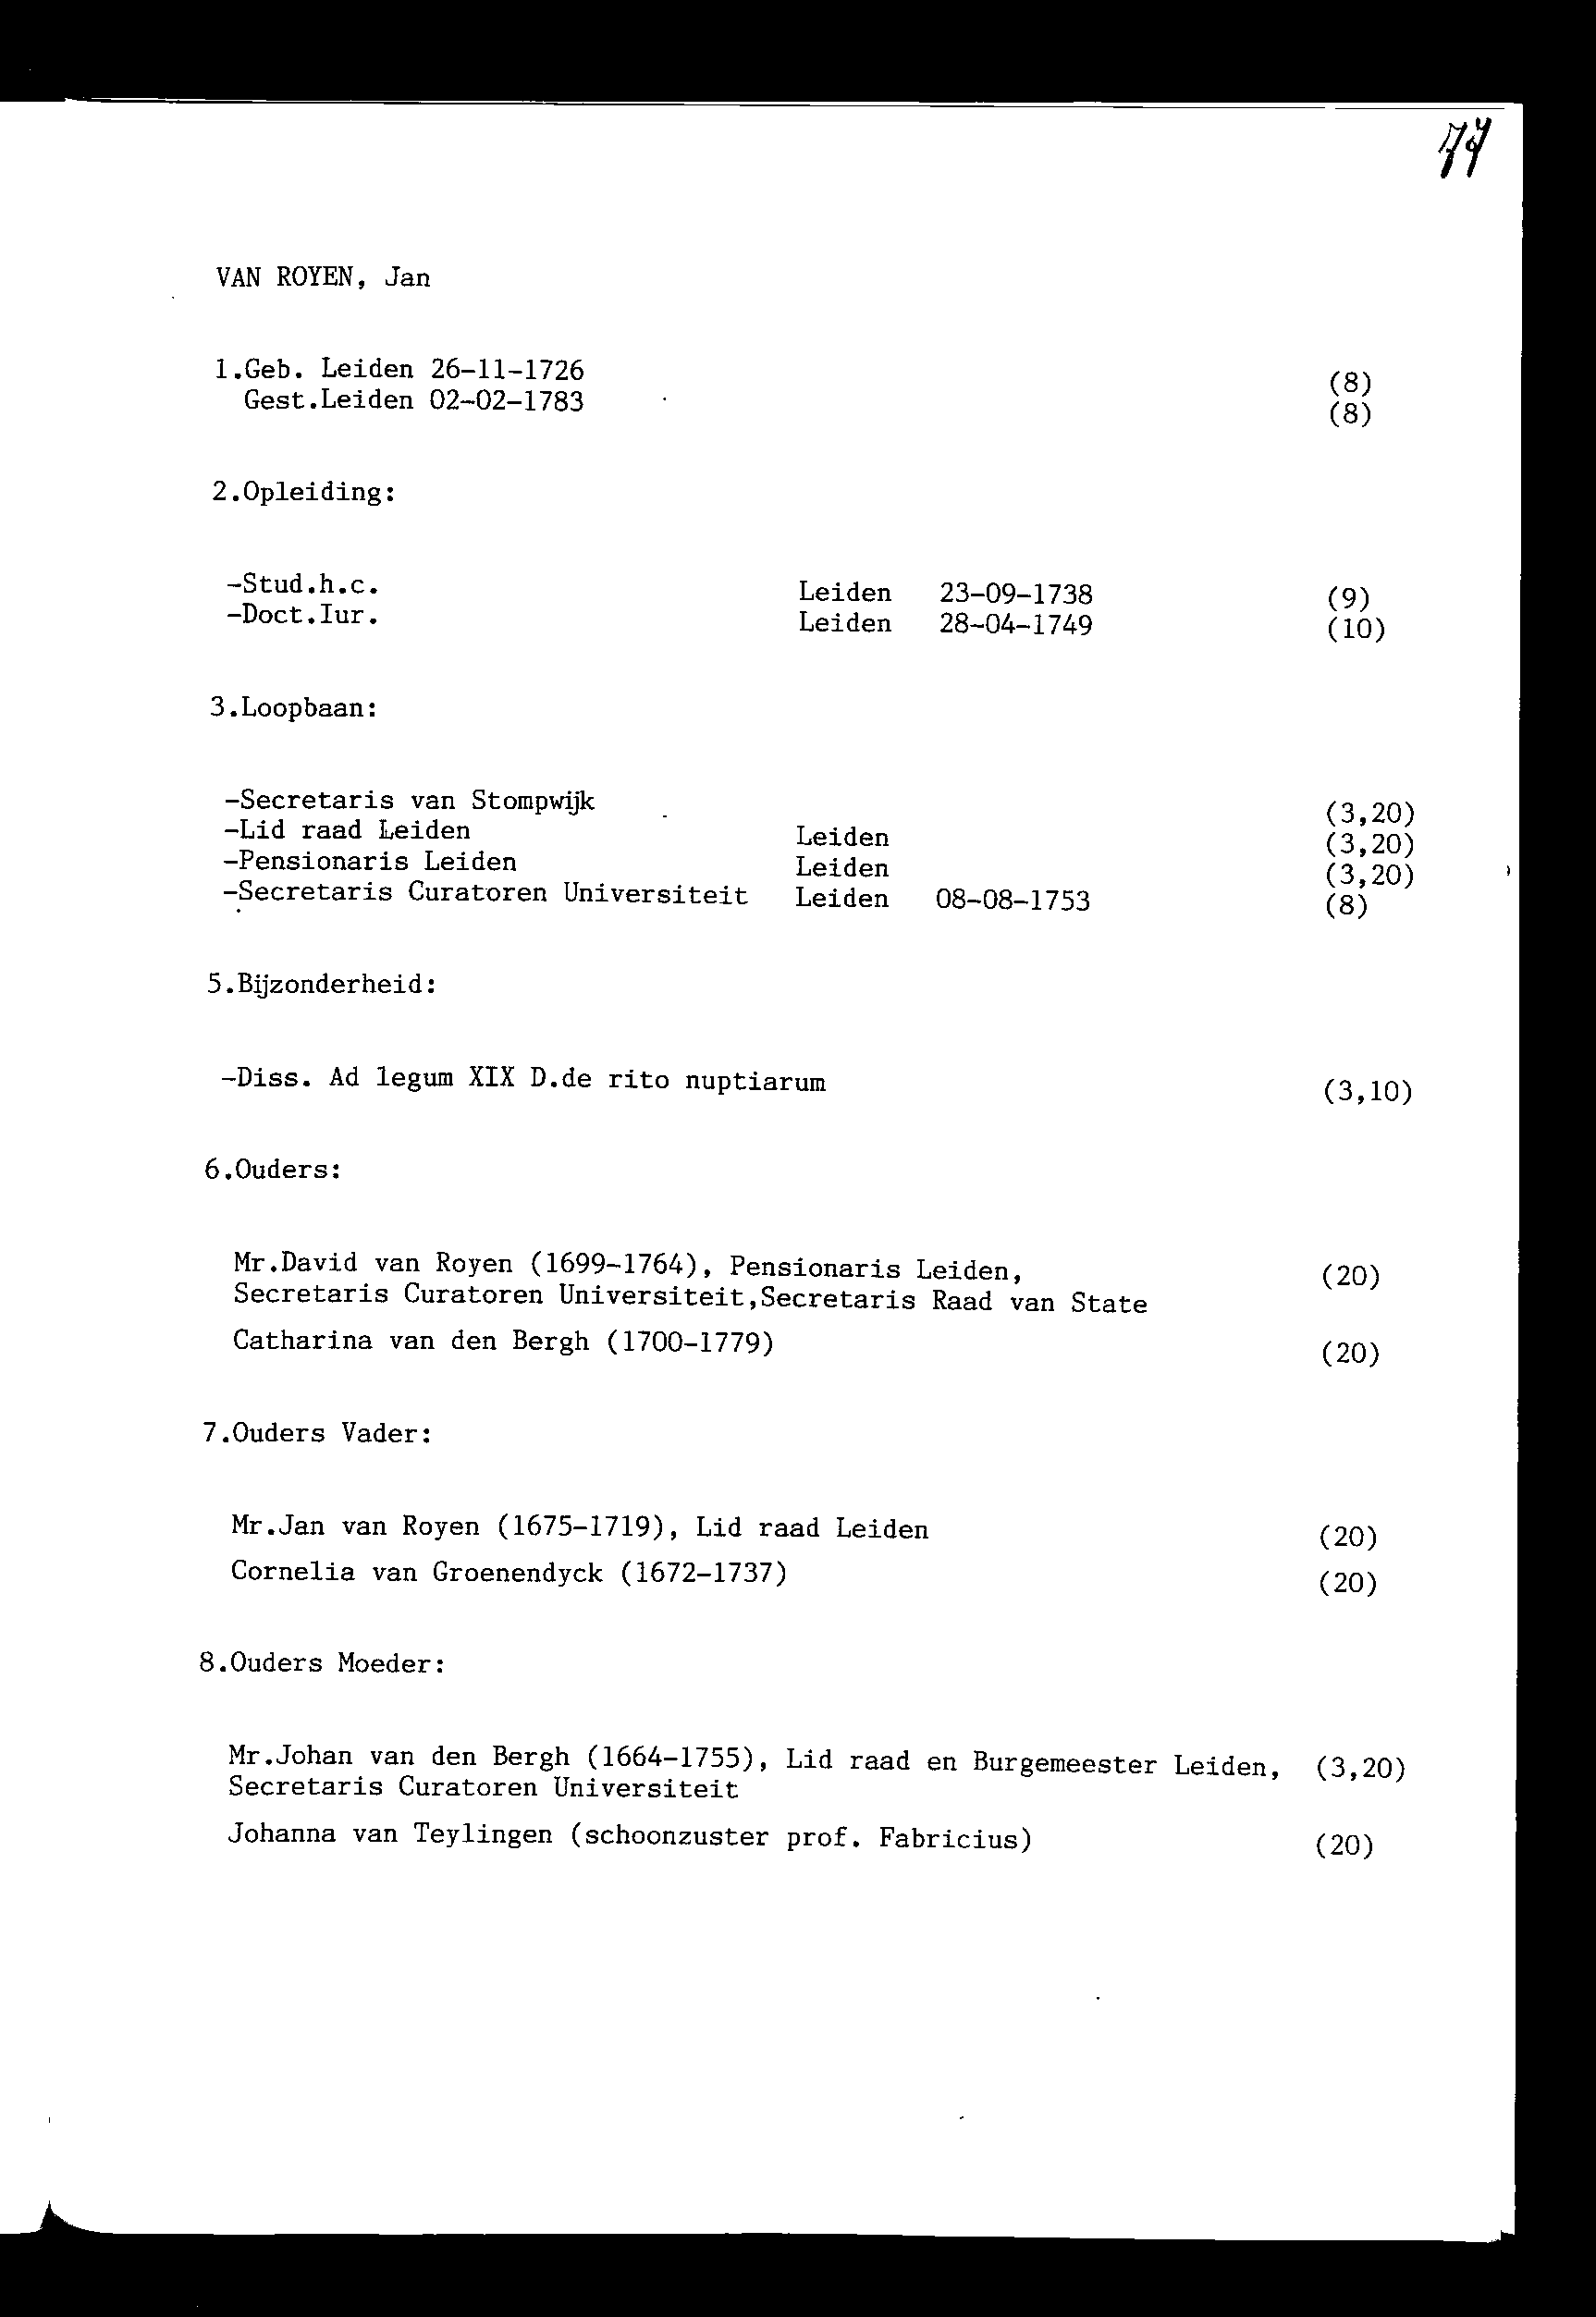 VAN ROYEN, Jan
1.Geb. Leiden 26-11-1726 (8)
Gest.Leiden 02-02-1783 (8)
2.Opleiding:
-Stud.h.c. Leiden 23-09-1738 (9)
-Doct.Iur. Leiden 28-04-1749 (10)
3.Loopbaan:
-Secretaris van Stompwijk (3,20)
-Lid raad Leiden Leiden (3,20)
-Pensionaris Leiden Leiden (3,20)
-Secretaris Curatoren Universiteit Leiden 08-08-1753 (8)
5.Bijzonderheid:
-Diss. Ad legum XIX D.de rito nuptiarum (3,10)
6.Ouders:
Mr.David van Royen (1699-1764), Pensionaris Leiden, (20)
Secretaris Curatoren Universiteit,Secretaris Raad van State
Catharina van den Bergh (1700-1779) (20)
7.Ouders Vader:
Mr.Jan van Royen (1675-1719), Lid raad Leiden (20)
Cornelia van Groenendyck (1672-1737) (20)
8.Ouders Moeder:
Mr.Johan van den Bergh (1664-1755), Lid raad en Burgemeester Leiden, (3,20)
Secretaris Curatoren Universiteit
Johanna van Teylingen (schoonzuster prof. Fabricius) (20)